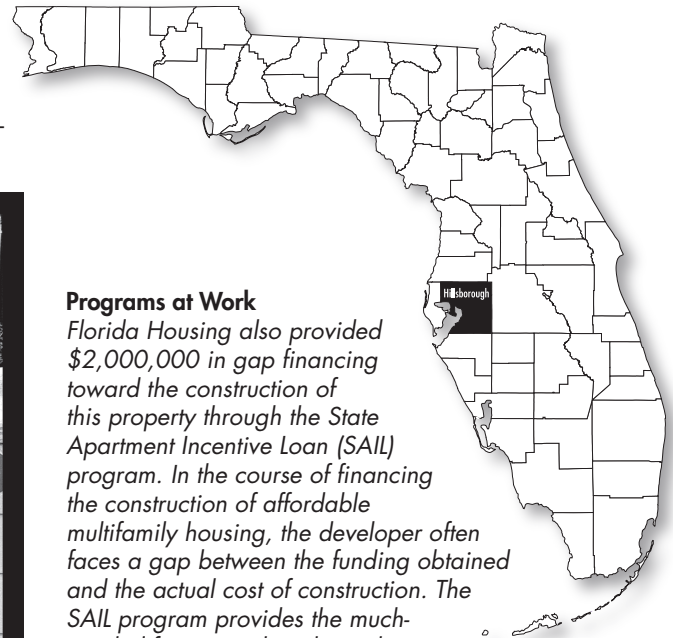 Hillsborough
Programs at Work
Florida Housing also provided
$2,000,000 in gap financing
toward the construction of
this property through the State
Apartment Incentive Loan (SAIL)
program. In the course of financing
the construction of affordable
multifamily housing, the developer often
faces a gap between the funding obtained
and the actual cost of construction. The
SAIL program provides the much-